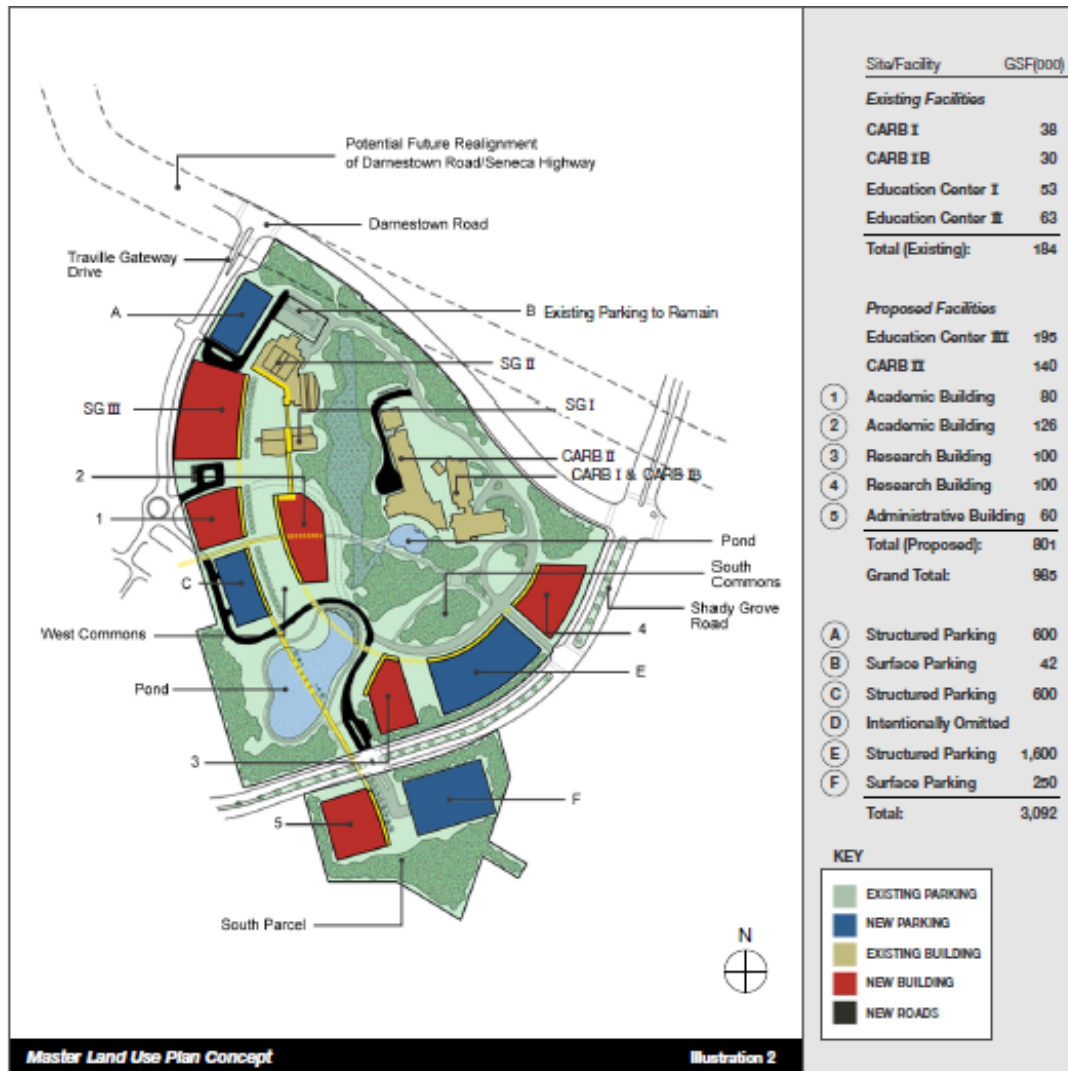 Potential Future Realignment
of Darnestown Road/Seneca Highway
Darnestown Road
Traville Gateway
Drive
A
B Existing Parking to Remain
SG II
SG III
SG I
CARB II
CARB I & CARB IB
2
1
Pond
C
South
Commons
Shady Grove
Road
West Commons
4
E
Pond
3
F
5
South Parcel
N
Master Land Use Plan Concept
Illustration 2
Site/Facility GSF(000)
Existing Facilities
CARB I 38
CARB IB 30
Education Center I 53
Education Center II 63
Total (Existing): 184
Proposed Facilities
Education Center III 195
CARB II 140
1 Academic Building 80
2 Academic Building 126
3 Research Building 100
4 Research Building 100
5 Administrative Building 60
Total (Proposed): 801
Grand Total: 985
A Structured Parking 600
B Surface Parking 42
C Structured Parking 600
D Intentionally Omitted
E Structured Parking 1,600
F Surface Parking 250
Total: 3,092
KEY
EXISTING PARKING
NEW PARKING
EXISTING BUILDING
NEW BUILDING
NEW ROADS